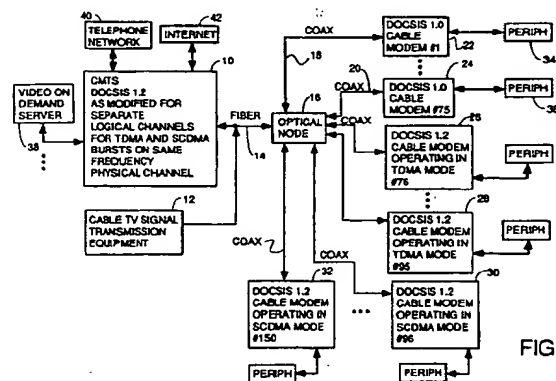 40
TELEPHONE
NETWORK
42
INTERNET
10
CMTS
DOCSIS 1.2
AS MODIFIED FOR
SEPARATE
LOGICAL CHANNELS
FOR TDMA AND SCDMA
BURSTS ON SAME
FREQUENCY
PHYSICAL CHANNEL
VIDEO ON
DEMAND
SERVER
38
12
CABLE TV SIGNAL
TRANSMISSION
EQUIPMENT
FIBER
14
16
OPTICAL
NODE
COAX
18
COAX
20
COAX
DOCSIS 1.0
CABLE
MODEM #1
22
PERIPH
34
24
DOCSIS 1.0
CABLE
MODEM #75
PERIPH
36
26
DOCSIS 1.2
CABLE MODEM
OPERATING IN
TDMA MODE
#76
PERIPH
28
DOCSIS 1.2
CABLE MODEM
OPERATING IN
TDMA MODE
#95
PERIPH
COAX
COAX
32
DOCSIS 1.2
CABLE MODEM
OPERATING IN
SCDMA MODE
#150
PERIPH
30
DOCSIS 1.2
CABLE MODEM
OPERATING IN
SCDMA MODE
#96
PERIPH
FIG